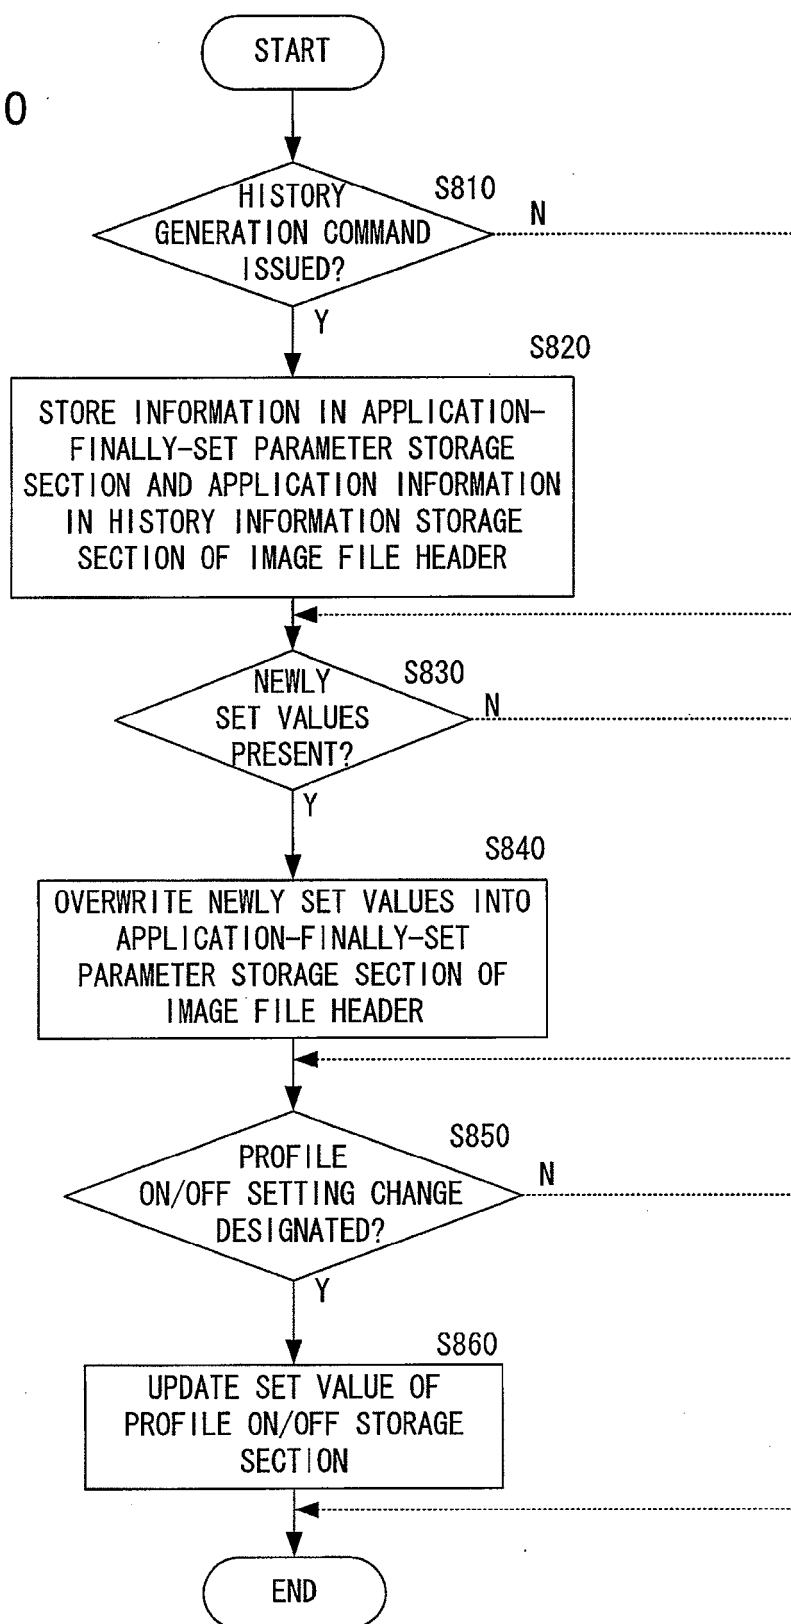 START
0
S810
HISTORY
GENERATION COMMAND
ISSUED?
N
Y
S820
STORE INFORMATION IN APPLICATION-
FINALLY-SET PARAMETER STORAGE
SECTION AND APPLICATION INFORMATION
IN HISTORY INFORMATION STORAGE
SECTION OF IMAGE FILE HEADER
S830
NEWLY
SET VALUES
PRESENT?
N
Y
S840
OVERWRITE NEWLY SET VALUES INTO
APPLICATION-FINALLY-SET
PARAMETER STORAGE SECTION OF
IMAGE FILE HEADER
S850
PROFILE
ON/OFF SETTING CHANGE
DESIGNATED?
N
Y
S860
UPDATE SET VALUE OF
PROFILE ON/OFF STORAGE
SECTION
END